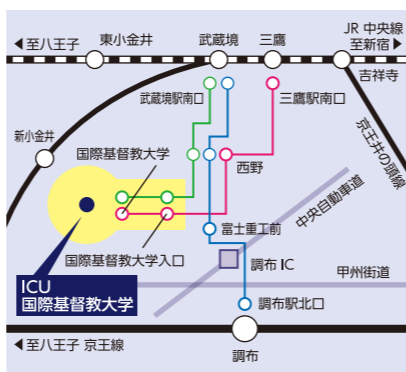 JR 中央線
◀至八王子
東小金井
武蔵境
三鷹
至新宿▶
吉祥寺
武蔵境駅南口
三鷹駅南口
新小金井
国際基督教大学
西野
京王井の頭線
中央自動車道
国際基督教大学入口
富士重工前
ICU
国際基督教大学
調布 IC
甲州街道
調布駅北口
◀至八王子 京王線
調布